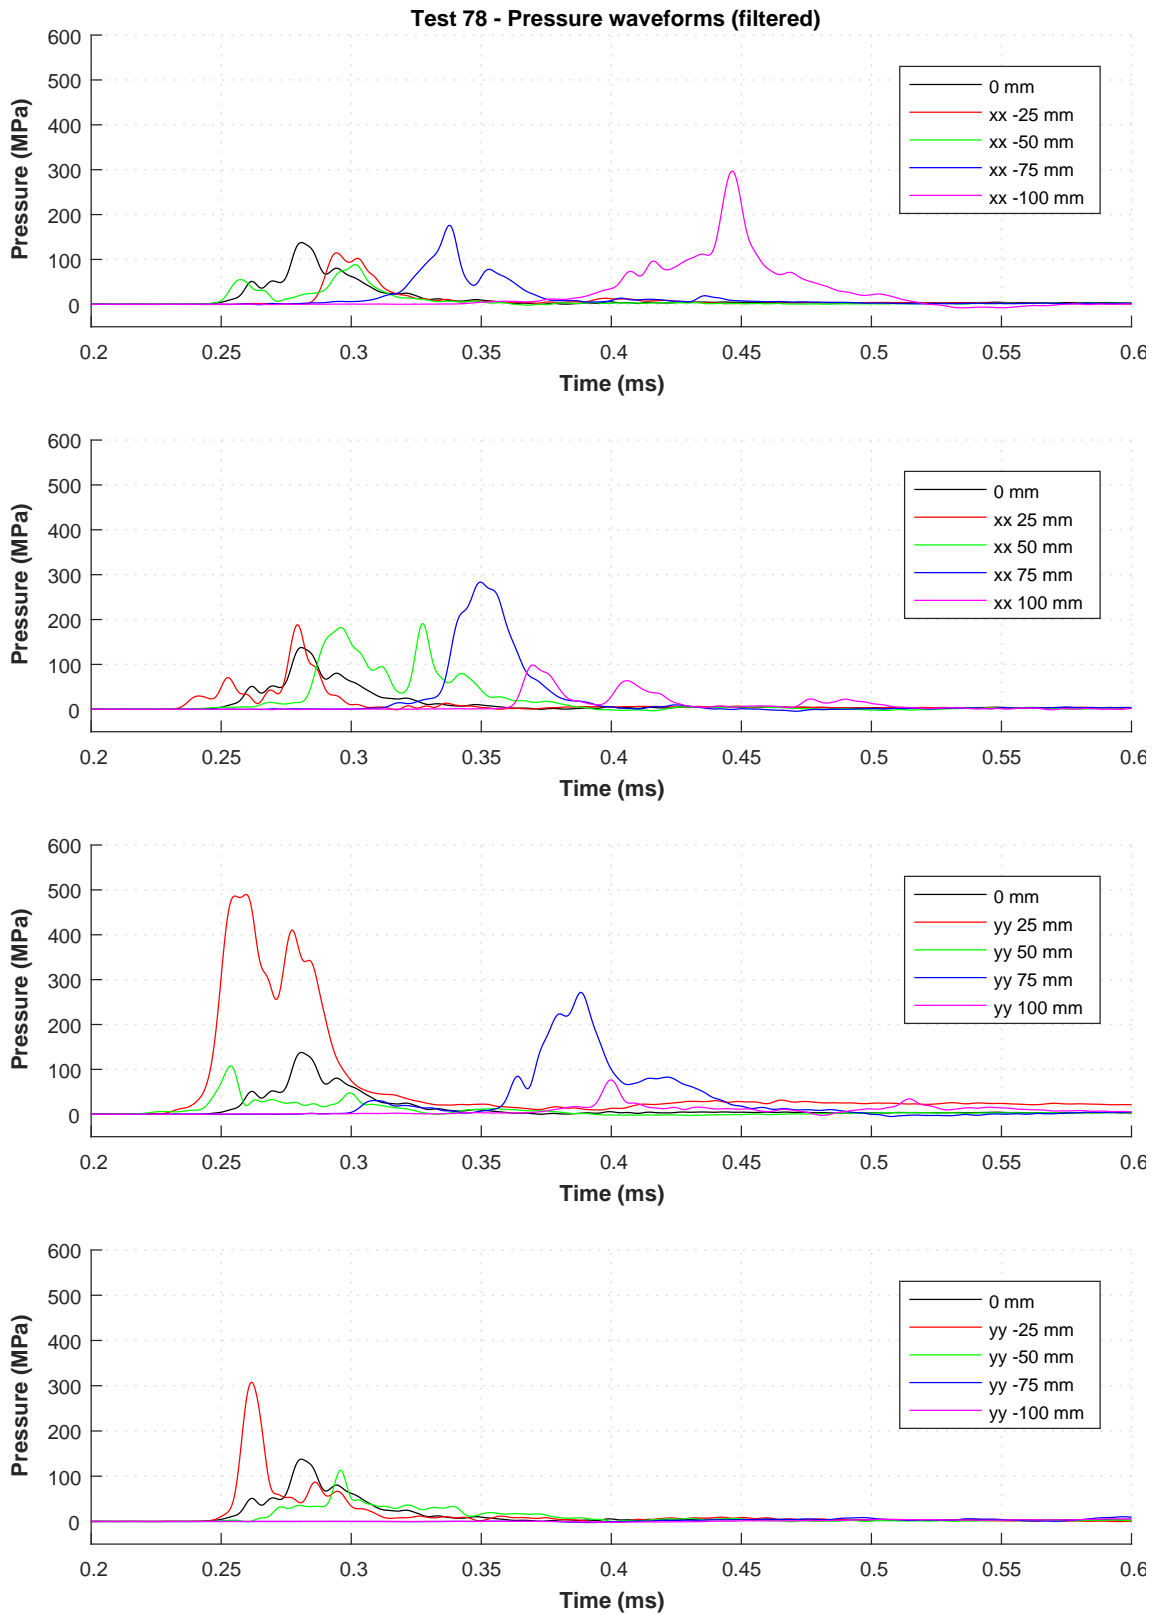 Test 78 - Pressure waveforms (filtered)
600
500
400
300
200
100
0
Pressure (MPa)
0 mm
xx -25 mm
xx -50 mm
xx -75 mm
xx -100 mm
0.2 0.25 0.3 0.35 0.4 0.45 0.5 0.55 0.6
Time (ms)
600
500
400
300
200
100
0
Pressure (MPa)
0 mm
xx 25 mm
xx 50 mm
xx 75 mm
xx 100 mm
0.2 0.25 0.3 0.35 0.4 0.45 0.5 0.55 0.6
Time (ms)
600
500
400
300
200
100
0
Pressure (MPa)
0 mm
yy 25 mm
yy 50 mm
yy 75 mm
yy 100 mm
0.2 0.25 0.3 0.35 0.4 0.45 0.5 0.55 0.6
Time (ms)
600
500
400
300
200
100
0
Pressure (MPa)
0 mm
yy -25 mm
yy -50 mm
yy -75 mm
yy -100 mm
0.2 0.25 0.3 0.35 0.4 0.45 0.5 0.55 0.6
Time (ms)